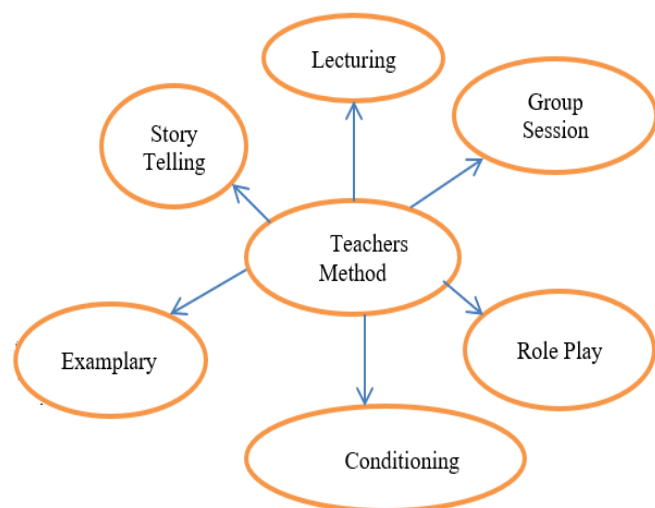 Lecturing
Group
Session
Story
Telling
Teachers
Method
Examplary
Role Play
Conditioning